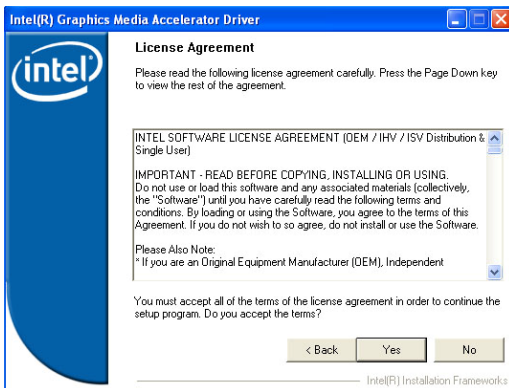 Intel(R) Graphics Media Accelerator Driver
intel
License Agreement
Please read the following license agreement carefully. Press the Page Down key
to view the rest of the agreement.
INTEL SOFTWARE LICENSE AGREEMENT (OEM / IHV / ISV Distribution &
Single User)
IMPORTANT - READ BEFORE COPYING, INSTALLING OR USING.
Do not use or load this software and any associated materials (collectively,
the "Software") until you have carefully read the following terms and
conditions. By loading or using the Software, you agree to the terms of this
Agreement. If you do not wish to so agree, do not install or use the Software.
Please Also Note:
* If you are an Original Equipment Manufacturer (OEM), Independent
You must accept all of the terms of the license agreement in order to continue the
setup program. Do you accept the terms?
< Back
Yes
No
Intel(R) Installation Frameworks